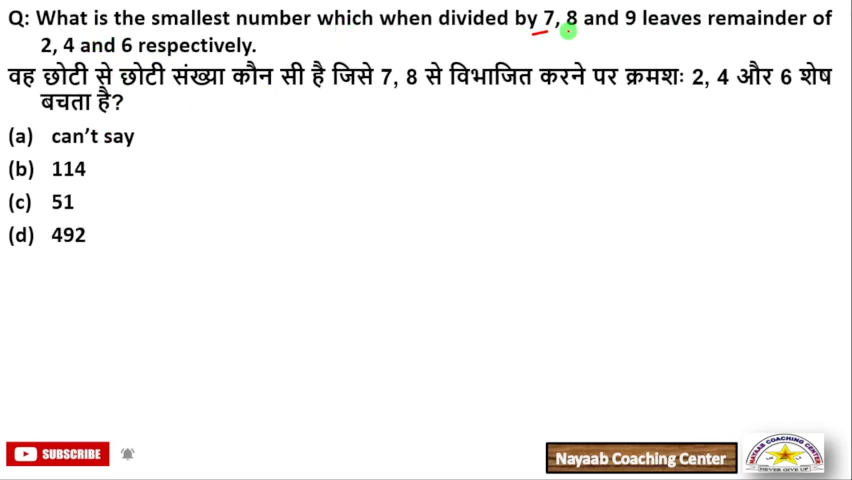 Q: What is the smallest number which when divided by 7, 8 and 9 leaves remainder of
2, 4 and 6 respectively.
वह छोटी से छोटी संख्या कौन सी है जिसे 7, 8 से विभाजित करने पर क्रमशः 2, 4 और 6 शेष
बचता है?
(a) can't say
(b) 114
(c) 51
(d) 492
SUBSCRIBE
Nayaab Coaching Center
NAYAAB COACHING CENTER
NEVER GIVE UP